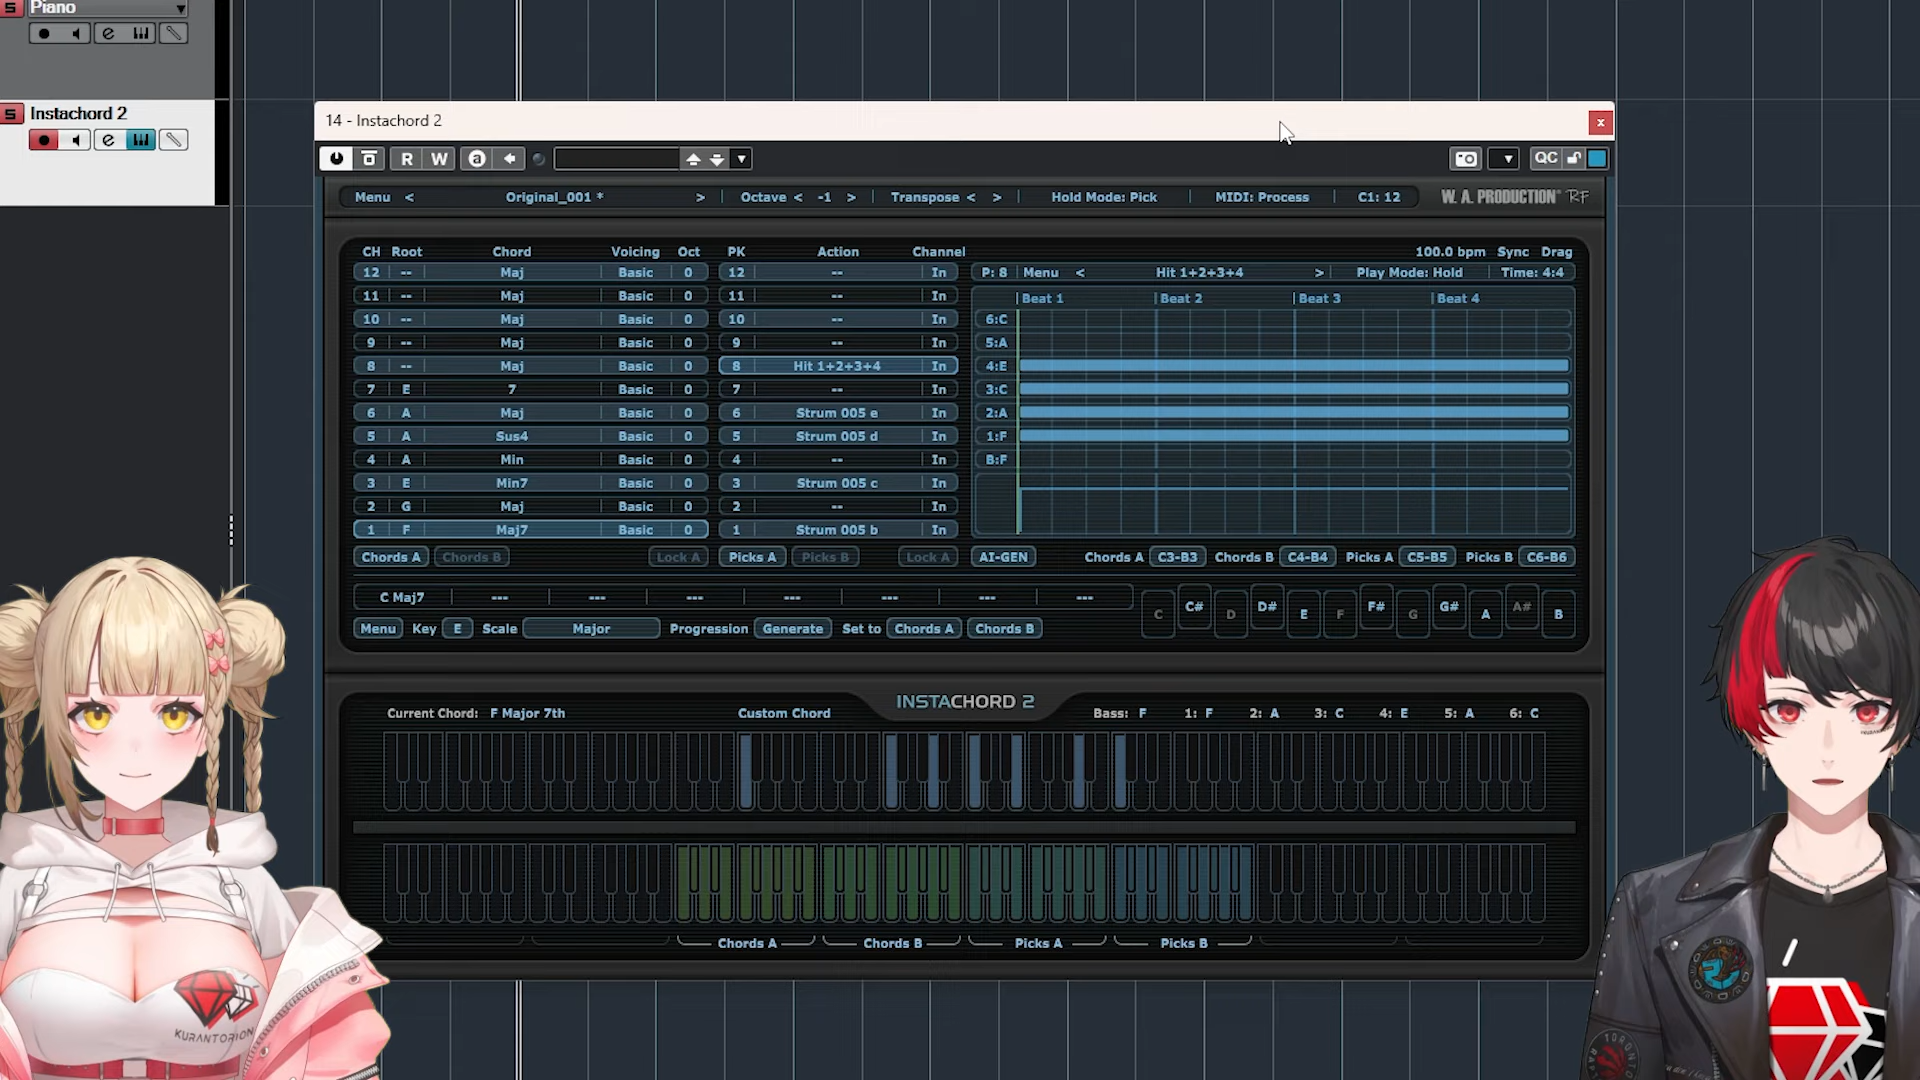 S Piano
S Instachord 2
14 - Instachord 2
R W a QC
Menu < Original_001 * > Octave < -1 > Transpose < > Hold Mode: Pick MIDI: Process C1: 12 W. A. PRODUCTION RF
CH Root Chord Voicing Oct PK Action Channel 100.0 bpm Sync Drag
12 -- Maj Basic 0 12 -- In P: 8 Menu < Hit 1+2+3+4 > Play Mode: Hold Time: 4:4
11 -- Maj Basic 0 11 -- In Beat 1 Beat 2 Beat 3 Beat 4
10 -- Maj Basic 0 10 -- In 6:C
9 -- Maj Basic 0 9 -- In 5:A
8 -- Maj Basic 0 8 Hit 1+2+3+4 In 4:E
7 E 7 Basic 0 7 -- In 3:C
6 A Maj Basic 0 6 Strum 005 e In 2:A
5 A Sus4 Basic 0 5 Strum 005 d In 1:F
4 A Min Basic 0 4 -- In B:F
3 E Min7 Basic 0 3 Strum 005 c In
2 G Maj Basic 0 2 -- In
1 F Maj7 Basic 0 1 Strum 005 b In
Chords A Chords B Lock A Picks A Picks B Lock A AI-GEN Chords A C3-B3 Chords B C4-B4 Picks A C5-B5 Picks B C6-B6
C Maj7 --- --- --- --- --- --- --- C C# D D# E F F# G G# A A# B
Menu Key E Scale Major Progression Generate Set to Chords A Chords B
INSTACHORD 2
Current Chord: F Major 7th Custom Chord Bass: F 1: F 2: A 3: C 4: E 5: A 6: C
Chords A Chords B Picks A Picks B
KURANTORION